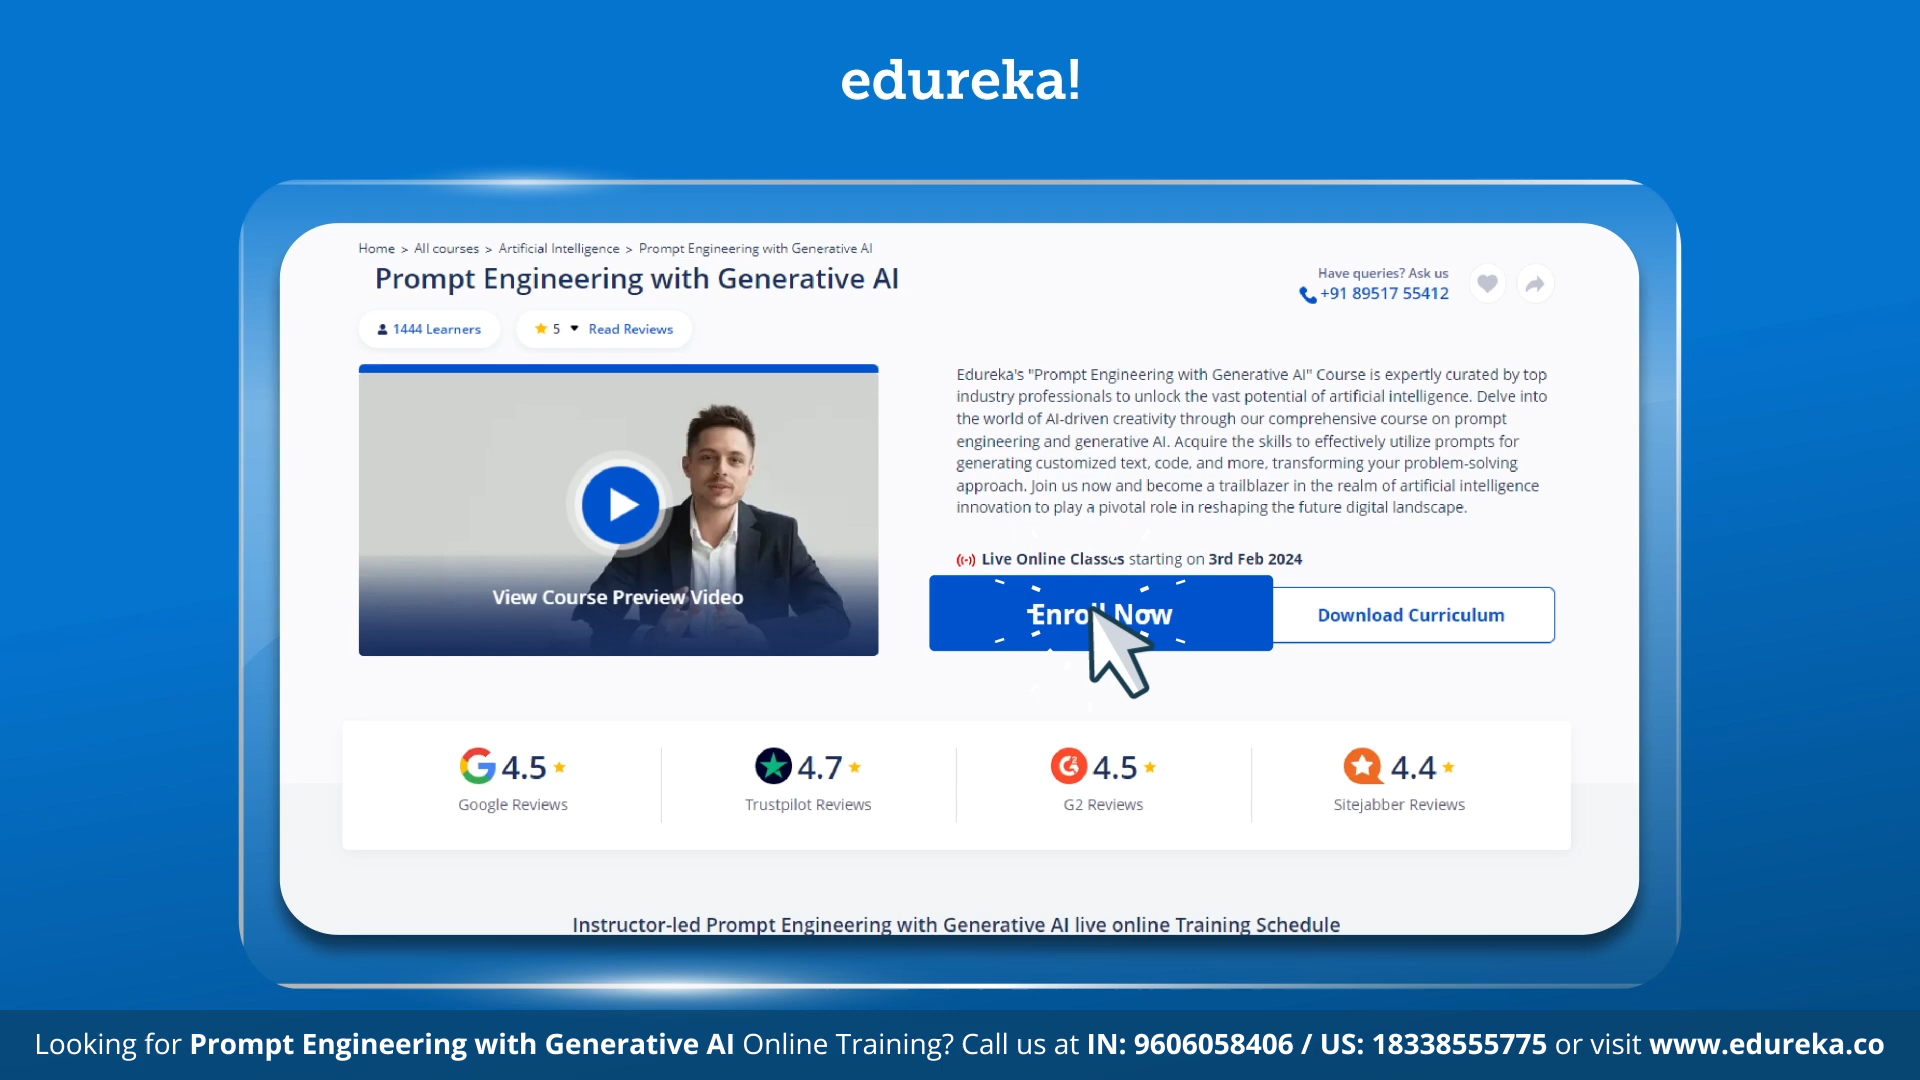 edureka!
Home > All courses > Artificial Intelligence > Prompt Engineering with Generative AI
Prompt Engineering with Generative AI
Have queries? Ask us
+91 89517 55412
1444 Learners
5 Read Reviews
View Course Preview Video
Edureka's "Prompt Engineering with Generative AI" Course is expertly curated by top
industry professionals to unlock the vast potential of artificial intelligence. Delve into
the world of AI-driven creativity through our comprehensive course on prompt
engineering and generative AI. Acquire the skills to effectively utilize prompts for
generating customized text, code, and more, transforming your problem-solving
approach. Join us now and become a trailblazer in the realm of artificial intelligence
innovation to play a pivotal role in reshaping the future digital landscape.
Live Online Classes starting on 3rd Feb 2024
Enroll Now
Download Curriculum
4.5
Google Reviews
4.7
Trustpilot Reviews
4.5
G2 Reviews
4.4
Sitejabber Reviews
Instructor-led Prompt Engineering with Generative AI live online Training Schedule
Looking for Prompt Engineering with Generative AI Online Training? Call us at IN: 9606058406 / US: 18338555775 or visit www.edureka.co